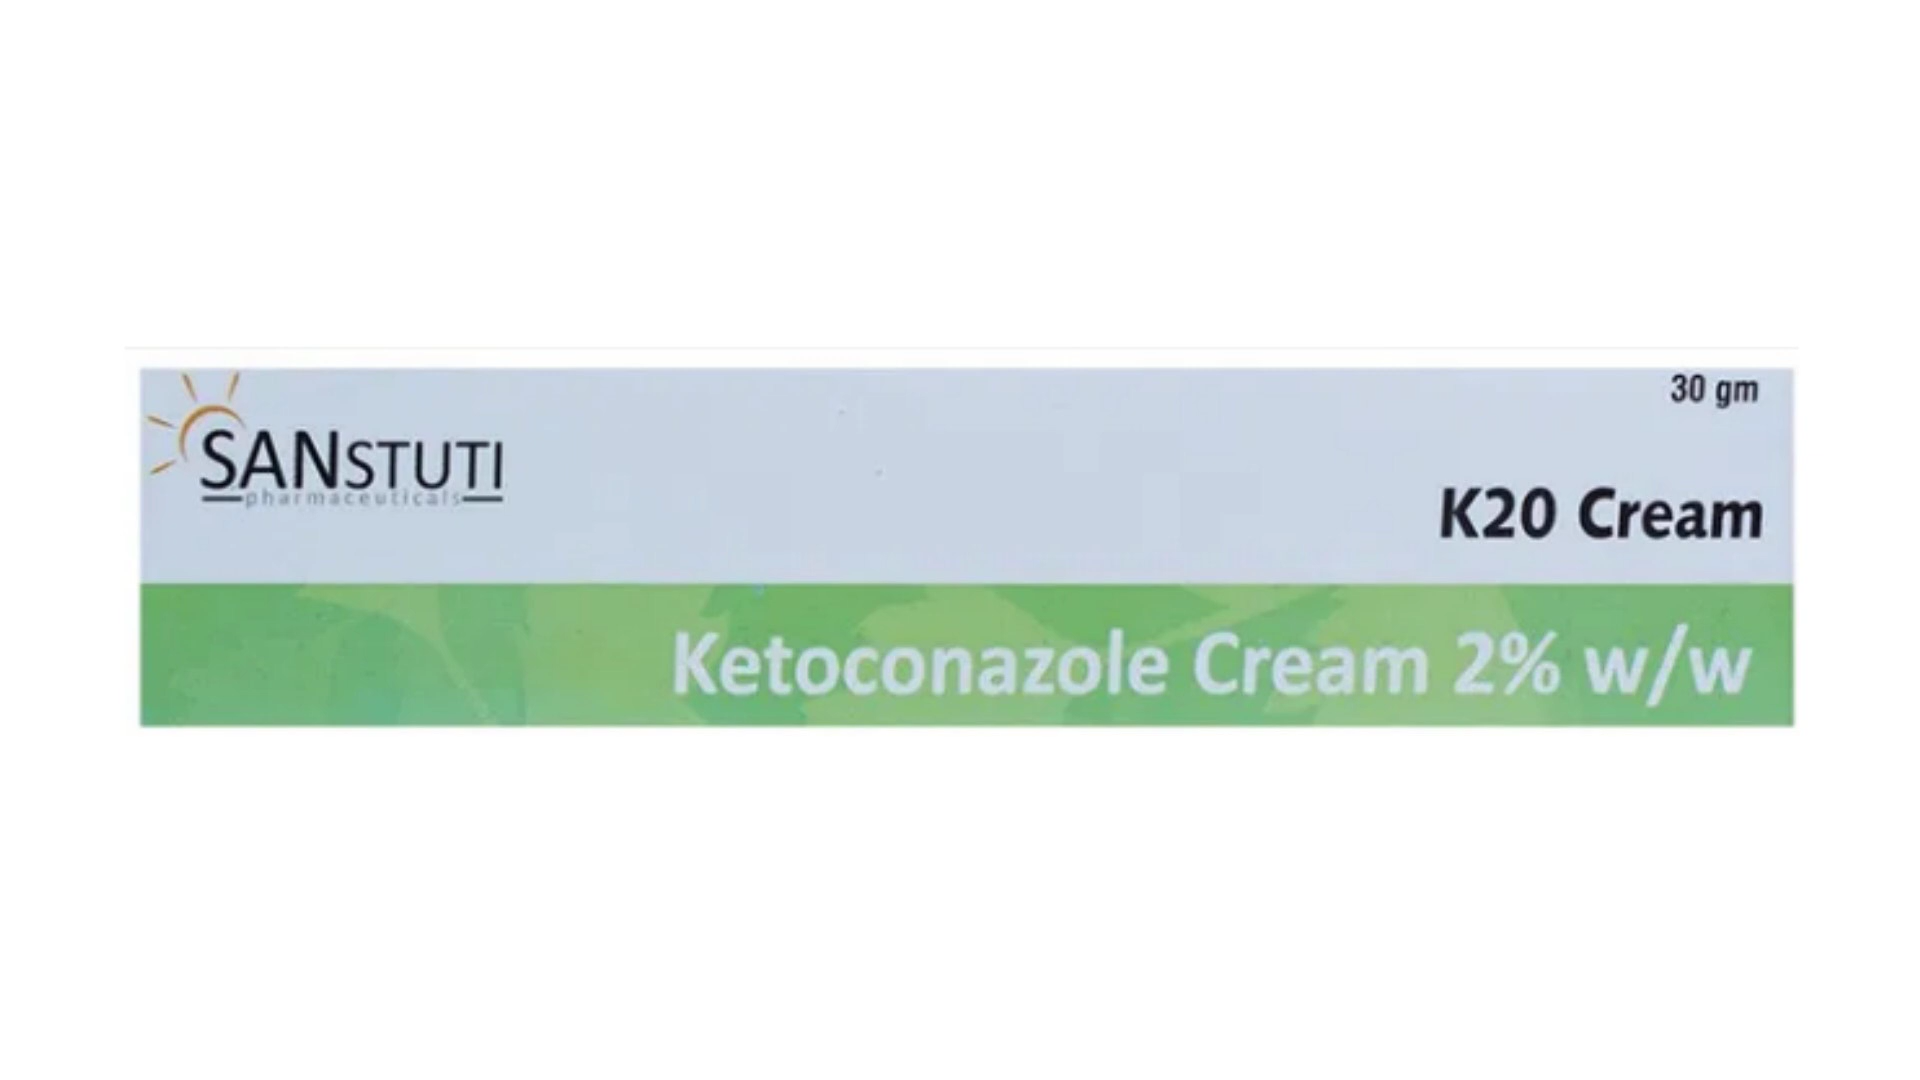 30 gm
SANSTUTI
pharmaceuticals
K20 Cream
Ketoconazole Cream 2% w/w